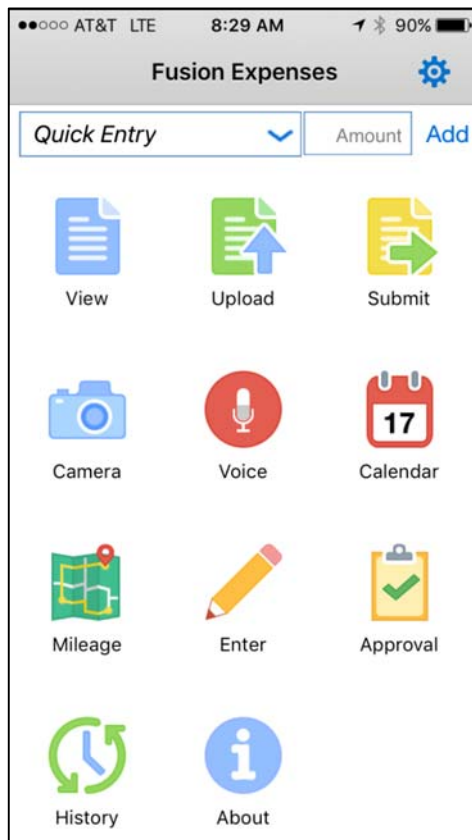 AT&T LTE 8:29 AM 90%
Fusion Expenses
Quick Entry Amount Add
View Upload Submit
17
Camera Voice Calendar
Mileage Enter Approval
History About